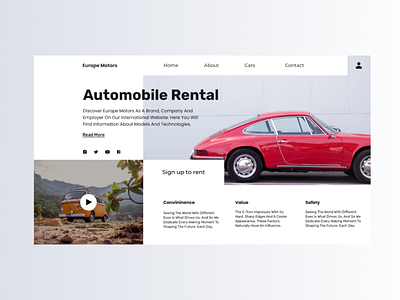 Europe Motors
Home About Cars Contact
Automobile Rental
Discover Europe Motors As A Brand, Company And
Employer On Our International Website. Here You Will
Find Information About Models And Technologies.
Read More
Sign up to rent
Convinience
Seeing The World With Different
Eyes Is What Drives Us. And So We
Dedicate Every Waking Moment To
Shaping The Future. Each Day.
Value
The E-Tron Impresses With Its
Hard, Sharp Edges And A Cooler
Appearance. These Factors
Naturally Have An Influence.
Safety
Seeing The World With Different
Eyes Is What Drives Us. And So We
Dedicate Every Waking Moment To
Shaping The Future. Each Day.